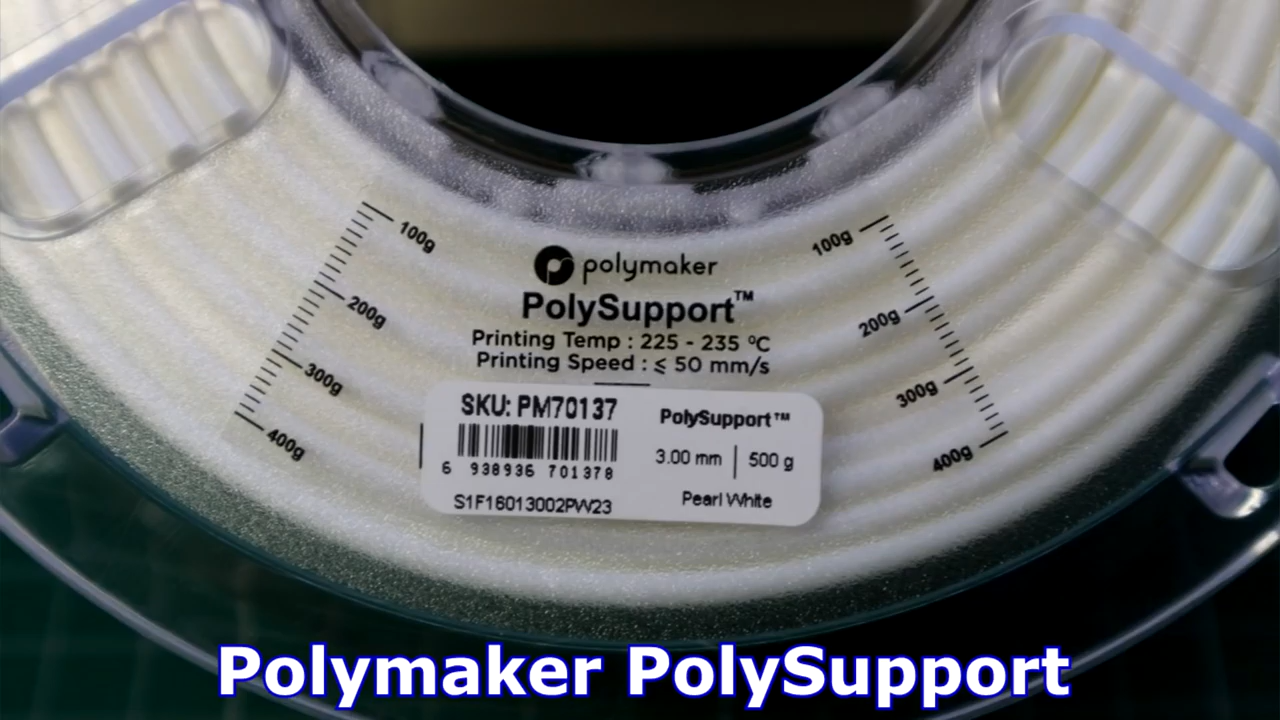 100g
200g
300g
400g
polymaker
PolySupport™
Printing Temp : 225 - 235 ºC
Printing Speed : ≤ 50 mm/s
100g
200g
300g
400g
SKU: PM70137
6 938936 701378
S1F16013002PW23
PolySupport™
3.00 mm | 500 g
Pearl White
Polymaker PolySupport